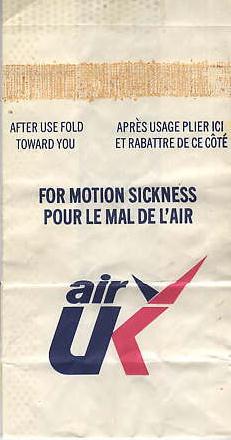 AFTER USE FOLD
TOWARD YOU
APRÈS USAGE PLIER ICI
ET RABATTRE DE CE CÔTÉ
FOR MOTION SICKNESS
POUR LE MAL DE L'AIR
air
UK